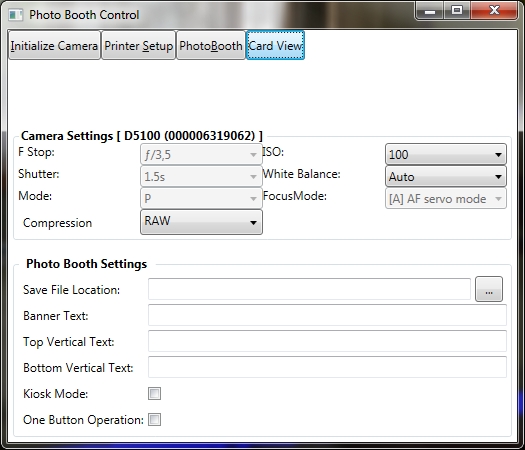 Photo Booth Control
Initialize Camera Printer Setup PhotoBooth Card View
Camera Settings [ D5100 (000006319062) ]
F Stop: ƒ/3,5 ISO: 100
Shutter: 1.5s White Balance: Auto
Mode: P FocusMode: [A] AF servo mode
Compression RAW
Photo Booth Settings
Save File Location: ...
Banner Text:
Top Vertical Text:
Bottom Vertical Text:
Kiosk Mode:
One Button Operation: